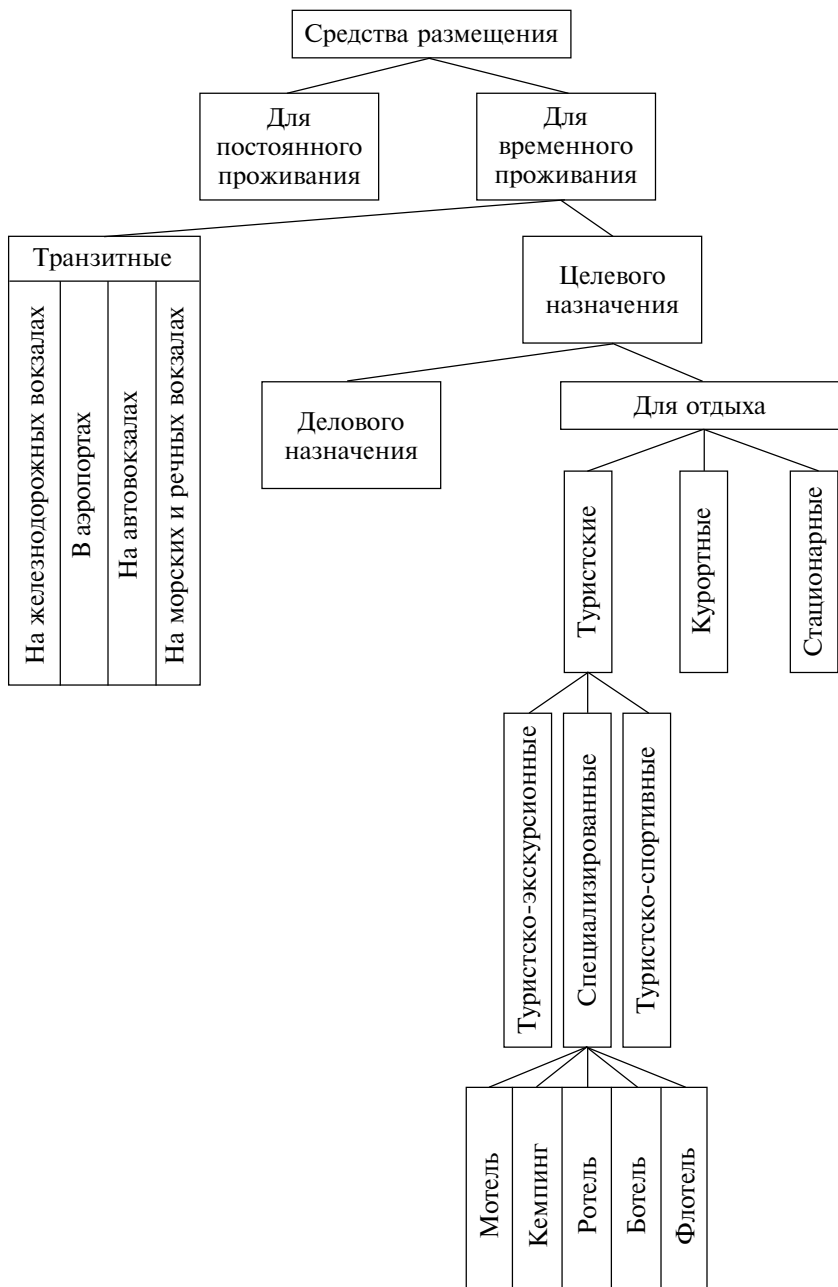 Средства размещения
Для
постоянного
проживания
Для
временного
проживания
Транзитные
На железнодорожных вокзалах
В аэропортах
На автовокзалах
На морских и речных вокзалах
Целевого
назначения
Делового
назначения
Для отдыха
Туристские
Курортные
Стационарные
Туристско-экскурсионные
Специализированные
Туристско-спортивные
Мотель
Кемпинг
Ротель
Ботель
Флотель